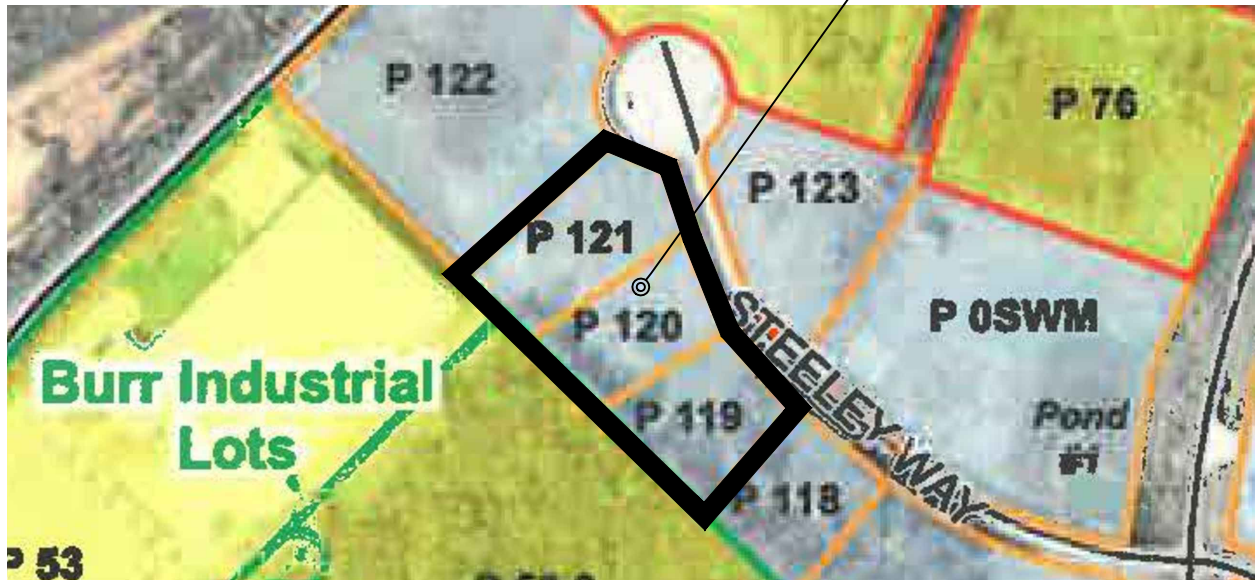 P 122
P 76
P 123
P 121
P 0SWM
P 120
STEELEY WAY
Burr Industrial
Lots
P 119
Pond
#1
P 118
P 53